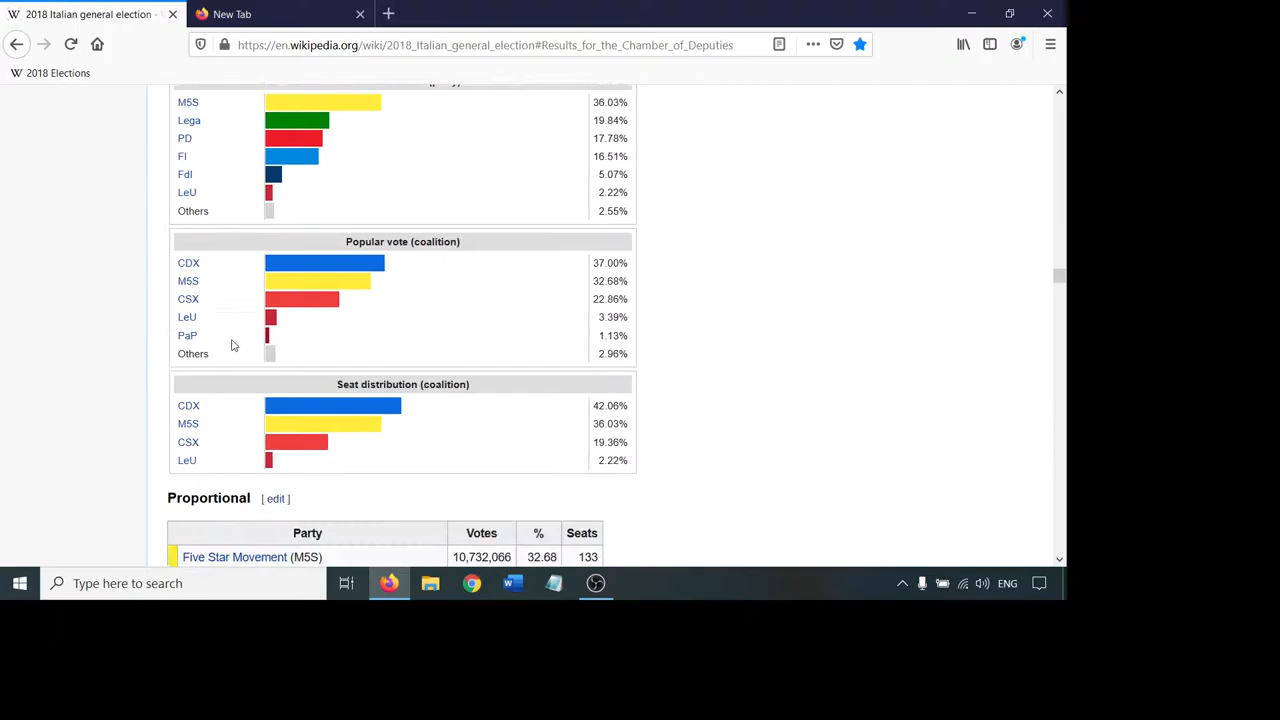 2018 Italian general election -
New Tab
https://en.wikipedia.org/wiki/2018_Italian_general_election#Results_for_the_Chamber_of_Deputies
2018 Elections
M5S 36.03%
Lega 19.84%
PD 17.78%
FI 16.51%
FdI 5.07%
LeU 2.22%
Others 2.55%
Popular vote (coalition)
CDX 37.00%
M5S 32.68%
CSX 22.86%
LeU 3.39%
PaP 1.13%
Others 2.96%
Seat distribution (coalition)
CDX 42.06%
M5S 36.03%
CSX 19.36%
LeU 2.22%
Proportional [ edit ]
Party Votes % Seats
Five Star Movement (M5S) 10,732,066 32.68 133
Type here to search
ENG